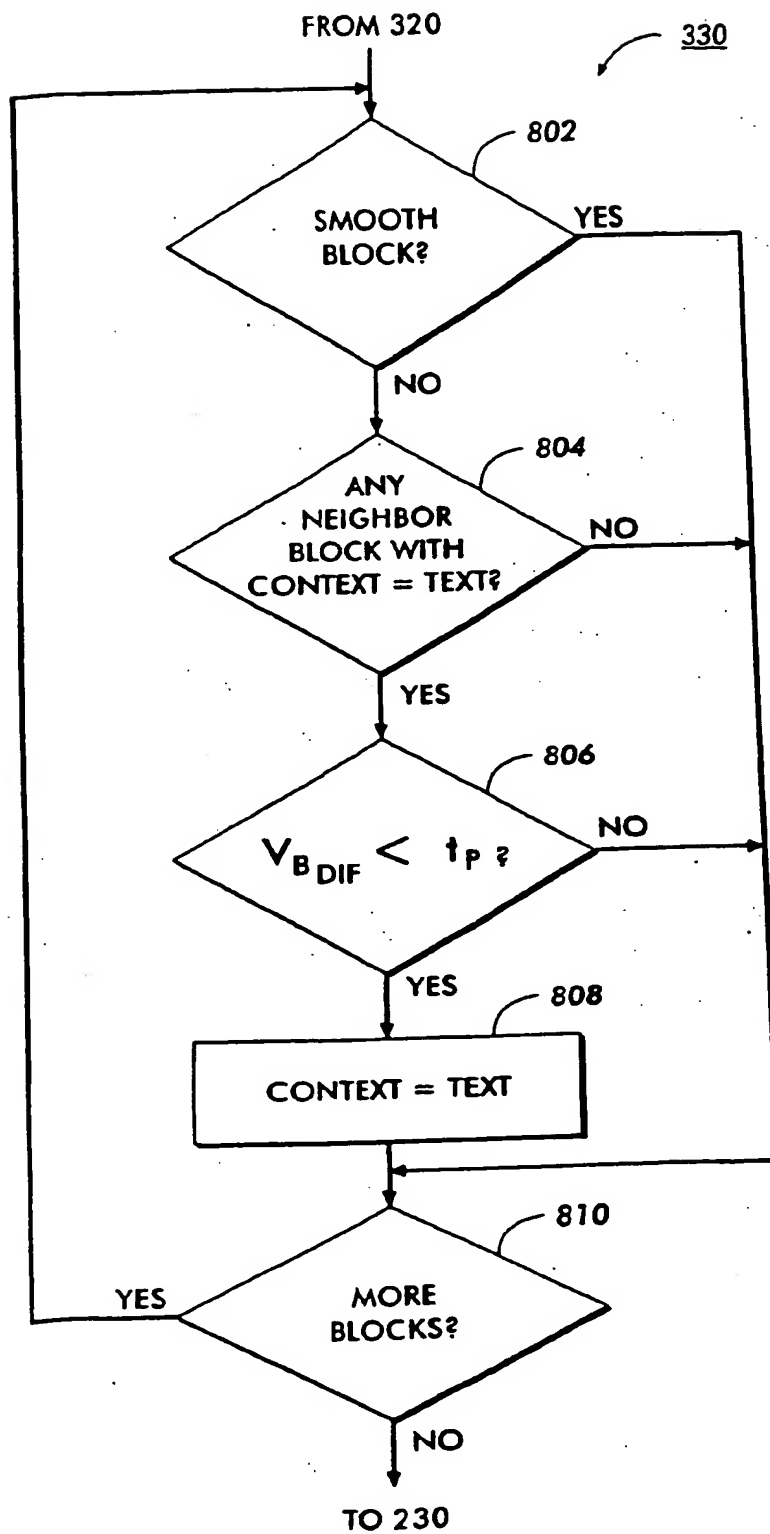 FROM 320
330
802
SMOOTH
BLOCK?
YES
NO
804
ANY
NEIGHBOR
BLOCK WITH
CONTEXT = TEXT?
NO
YES
806
V_B DIF < t_P ?
NO
YES
808
CONTEXT = TEXT
810
YES
MORE
BLOCKS?
NO
TO 230